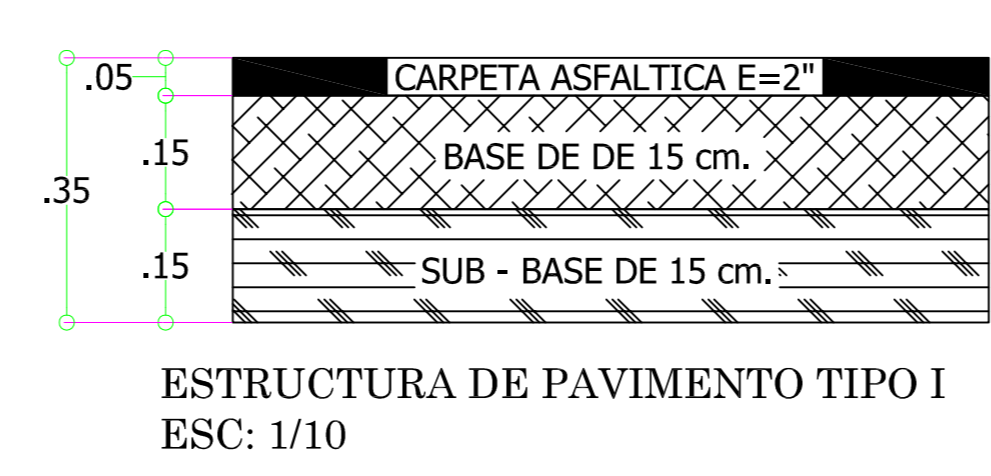 .05
CARPETA ASFALTICA E=2"
.15
BASE DE DE 15 cm.
.35
.15
SUB - BASE DE 15 cm.
ESTRUCTURA DE PAVIMENTO TIPO I
ESC: 1/10